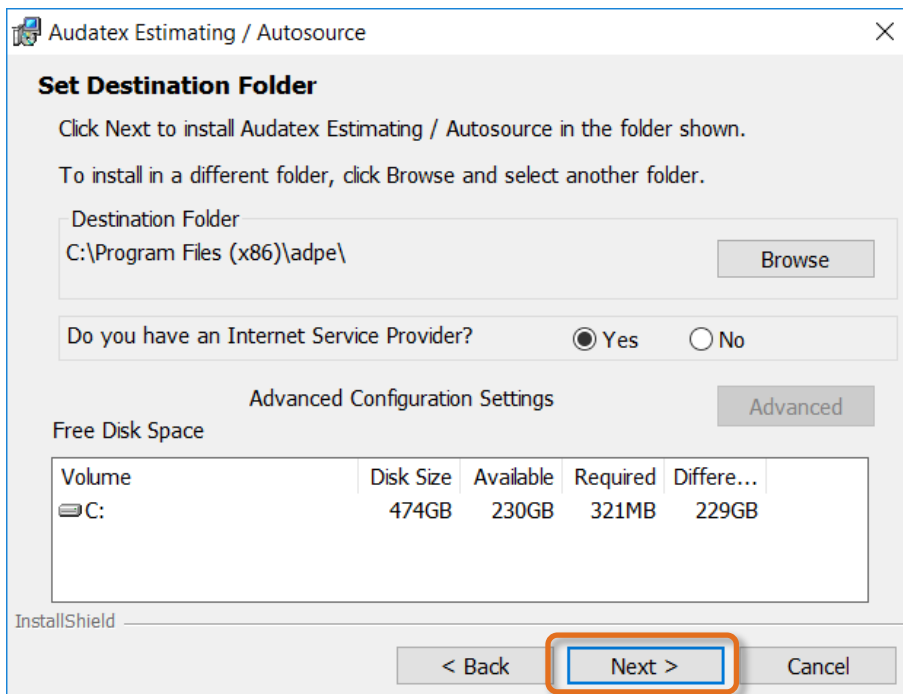 Audatex Estimating / Autosource
Set Destination Folder
Click Next to install Audatex Estimating / Autosource in the folder shown.
To install in a different folder, click Browse and select another folder.
Destination Folder
C:\Program Files (x86)\adpe\
Browse
Do you have an Internet Service Provider? Yes No
Advanced Configuration Settings Advanced
Free Disk Space
Volume Disk Size Available Required Differe...
C: 474GB 230GB 321MB 229GB
InstallShield
< Back Next > Cancel